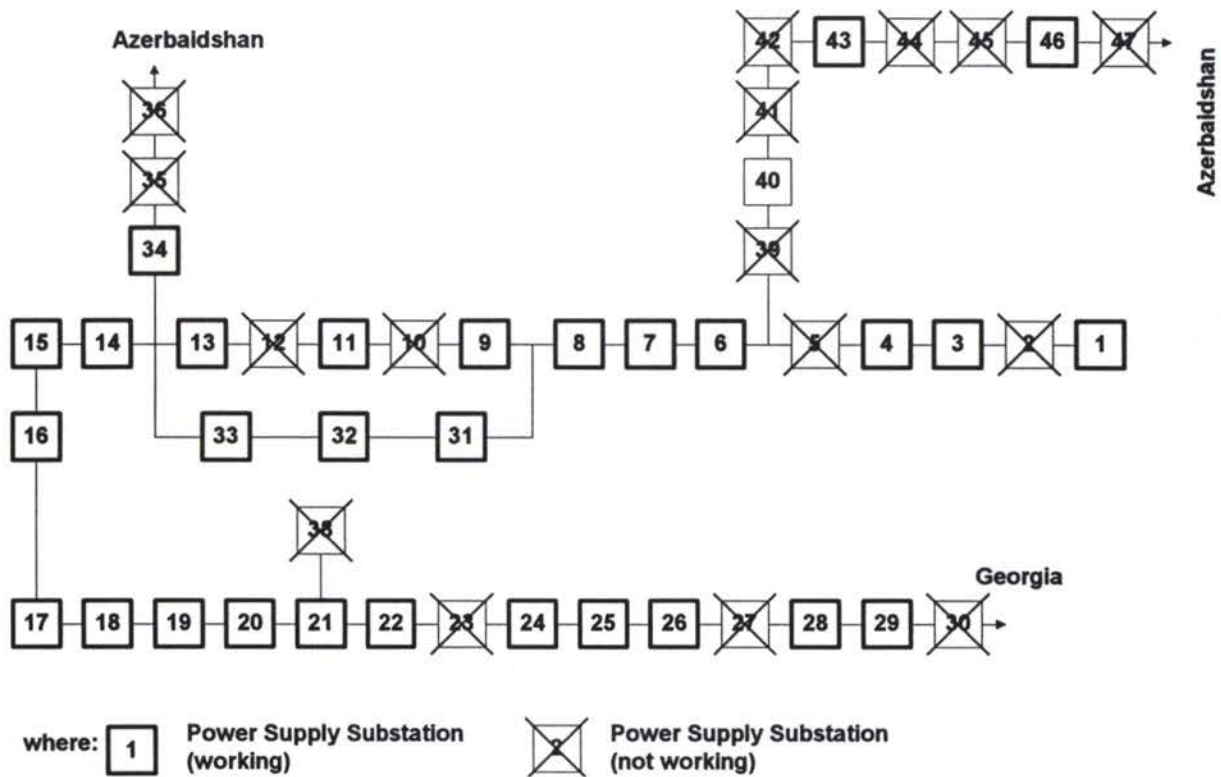 Azerbaidshan
42 43 44 45 46 47
Azerbaidshan
36
41
35
40
34
39
15 14 13 12 11 10 9 8 7 6 5 4 3 2 1
16 33 32 31
38
Georgia
17 18 19 20 21 22 23 24 25 26 27 28 29 30
where: 1 Power Supply Substation
(working)
2 Power Supply Substation
(not working)